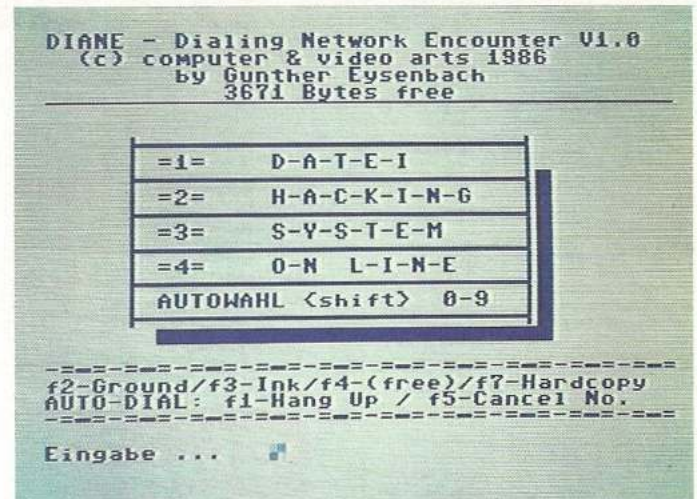 DIANE - Dialing Network Encounter V1.0
(c) computer & video arts 1986
by Gunther Eysenbach
3671 Bytes free
=1= D-A-T-E-I
=2= H-A-C-K-I-N-G
=3= S-Y-S-T-E-M
=4= O-N L-I-N-E
AUTOWAHL <shift> 0-9
-=-=-=-=-=-=-=-=-=-=-=-=-=-=-=-=-=-=-=
f2-Ground/f3-Ink/f4-(free)/f7-Hardcopy
AUTO-DIAL: f1-Hang Up / f5-Cancel No.
-=-=-=-=-=-=-=-=-=-=-=-=-=-=-=-=-=-=-=
Eingabe ...